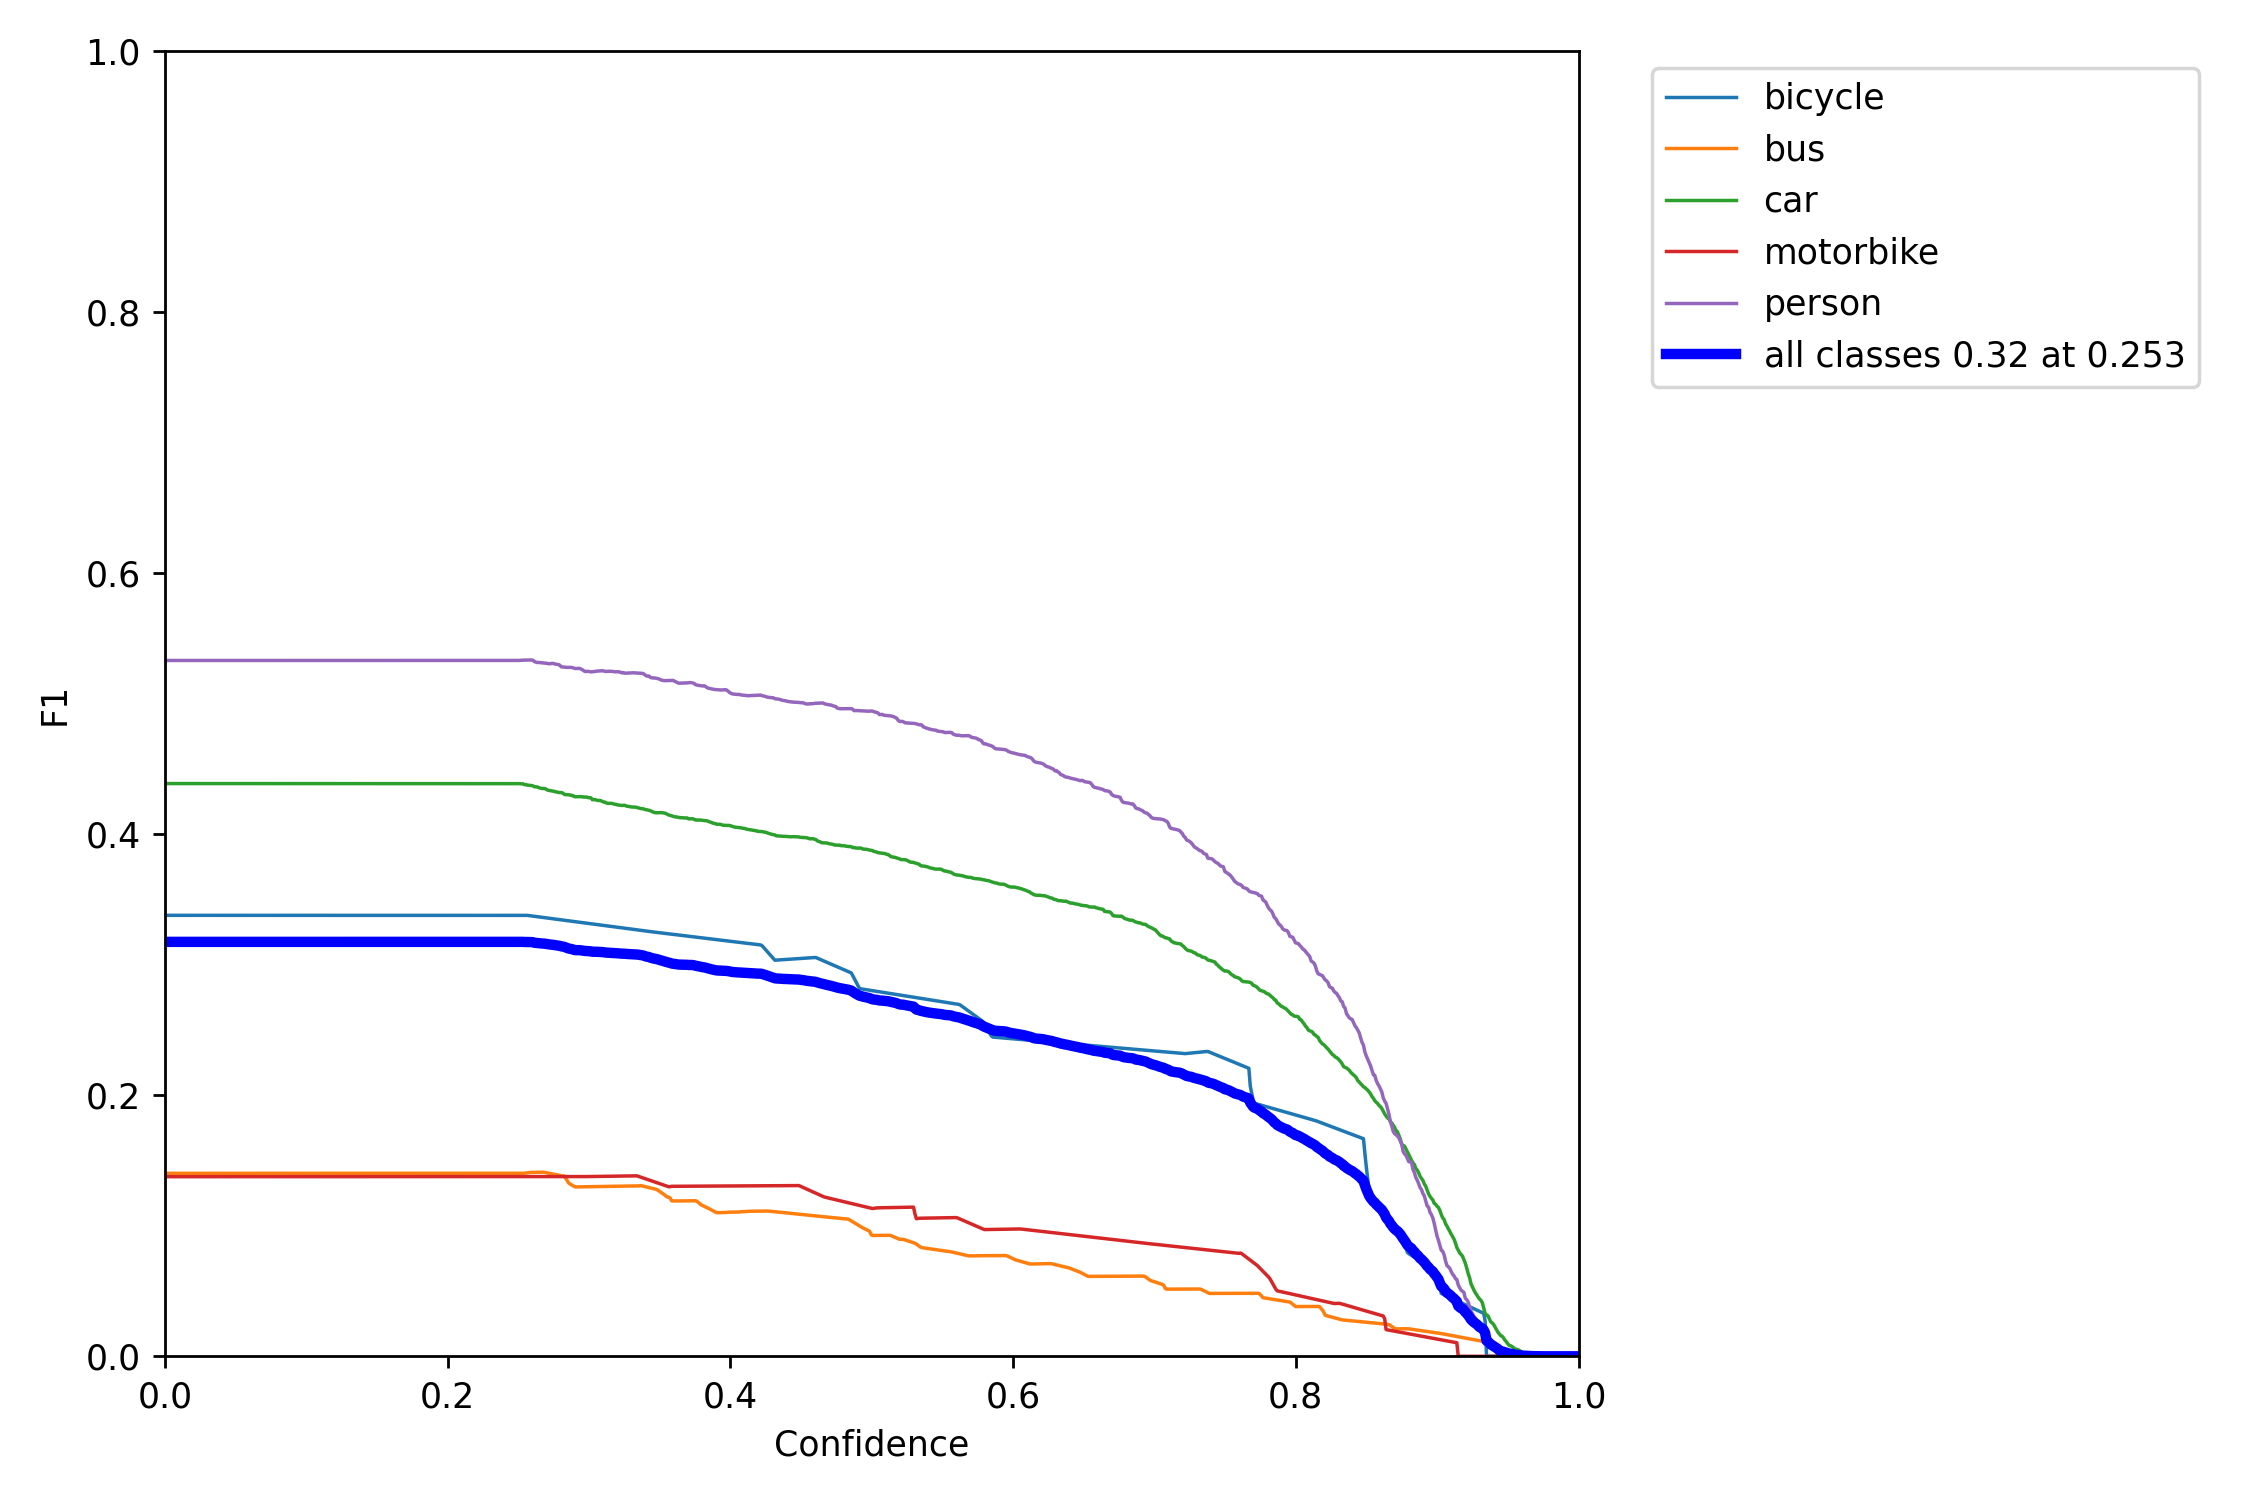 1.0
0.8
0.6
0.4
0.2
0.0
F1
0.0 0.2 0.4 0.6 0.8 1.0
Confidence
bicycle
bus
car
motorbike
person
all classes 0.32 at 0.253